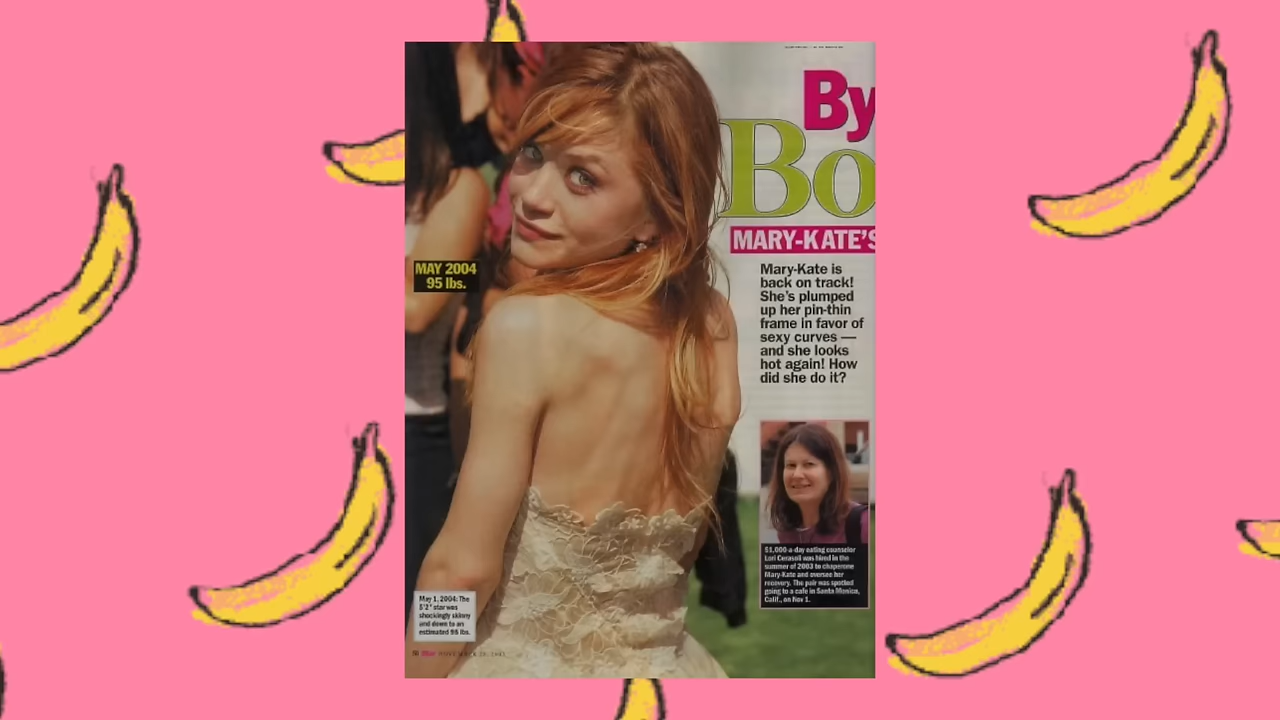 By
Bo
MARY-KATE'S
MAY 2004
95 lbs.
Mary-Kate is
back on track!
She's plumped
up her pin-thin
frame in favor of
sexy curves —
and she looks
hot again! How
did she do it?
$1,000-a-day eating counselor
Lori Cerasoli was hired in the
summer of 2003 to chaperone
Mary-Kate and oversee her
recovery. The pair was spotted
going to a cafe in Santa Monica,
Calif., on Nov 1.
May 1, 2004: The
5'2" star was
shockingly skinny
and down to an
estimated 95 lbs.